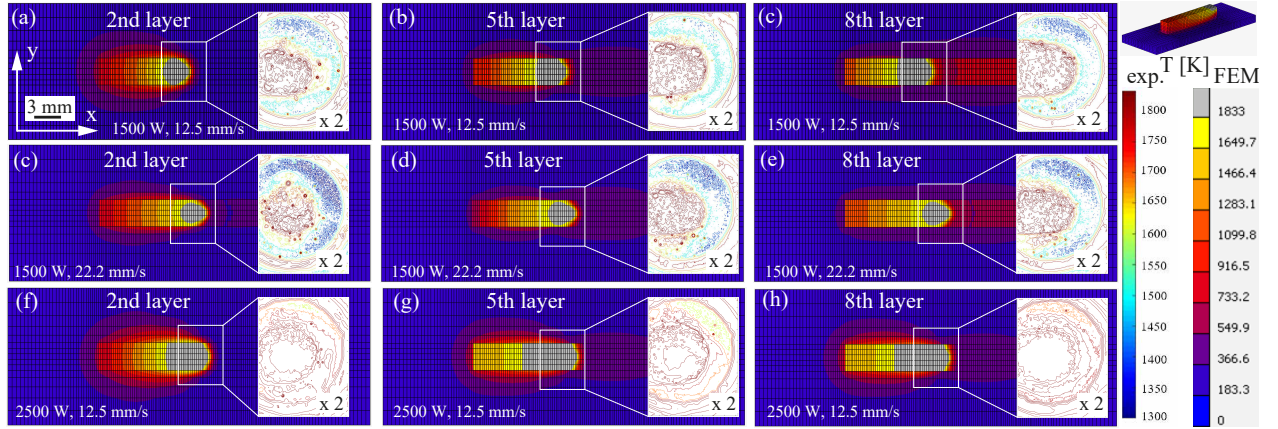 (a) 2nd layer
y
3 mm
x
1500 W, 12.5 mm/s
x 2
(b) 5th layer
1500 W, 12.5 mm/s
x 2
(c) 8th layer
1500 W, 12.5 mm/s
x 2
(c) 2nd layer
1500 W, 22.2 mm/s
x 2
(d) 5th layer
1500 W, 22.2 mm/s
x 2
(e) 8th layer
1500 W, 22.2 mm/s
x 2
(f) 2nd layer
2500 W, 12.5 mm/s
x 2
(g) 5th layer
2500 W, 12.5 mm/s
x 2
(h) 8th layer
2500 W, 12.5 mm/s
x 2
exp. T [K] FEM
1800
1750
1700
1650
1600
1550
1500
1450
1400
1350
1300
1833
1649.7
1466.4
1283.1
1099.8
916.5
733.2
549.9
366.6
183.3
0